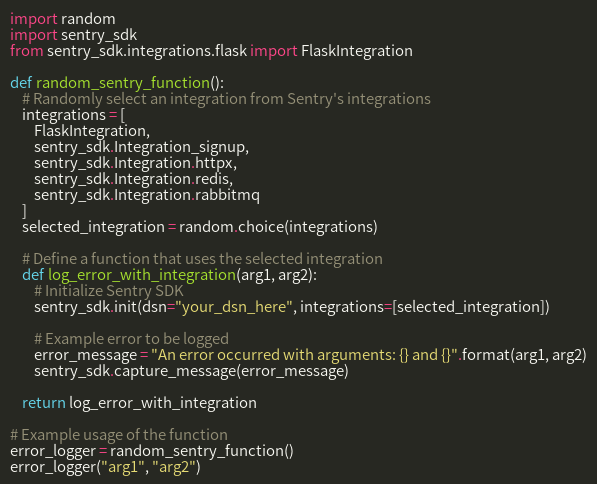 import random
import sentry_sdk
from sentry_sdk.integrations.flask import FlaskIntegration

def random_sentry_function():
    # Randomly select an integration from Sentry's integrations
    integrations = [
        FlaskIntegration,
        sentry_sdk.Integration_signup,
        sentry_sdk.Integration.httpx,
        sentry_sdk.Integration.redis,
        sentry_sdk.Integration.rabbitmq
    ]
    selected_integration = random.choice(integrations)

    # Define a function that uses the selected integration
    def log_error_with_integration(arg1, arg2):
        # Initialize Sentry SDK
        sentry_sdk.init(dsn="your_dsn_here", integrations=[selected_integration])

        # Example error to be logged
        error_message = "An error occurred with arguments: {} and {}".format(arg1, arg2)
        sentry_sdk.capture_message(error_message)

    return log_error_with_integration

# Example usage of the function
error_logger = random_sentry_function()
error_logger("arg1", "arg2")